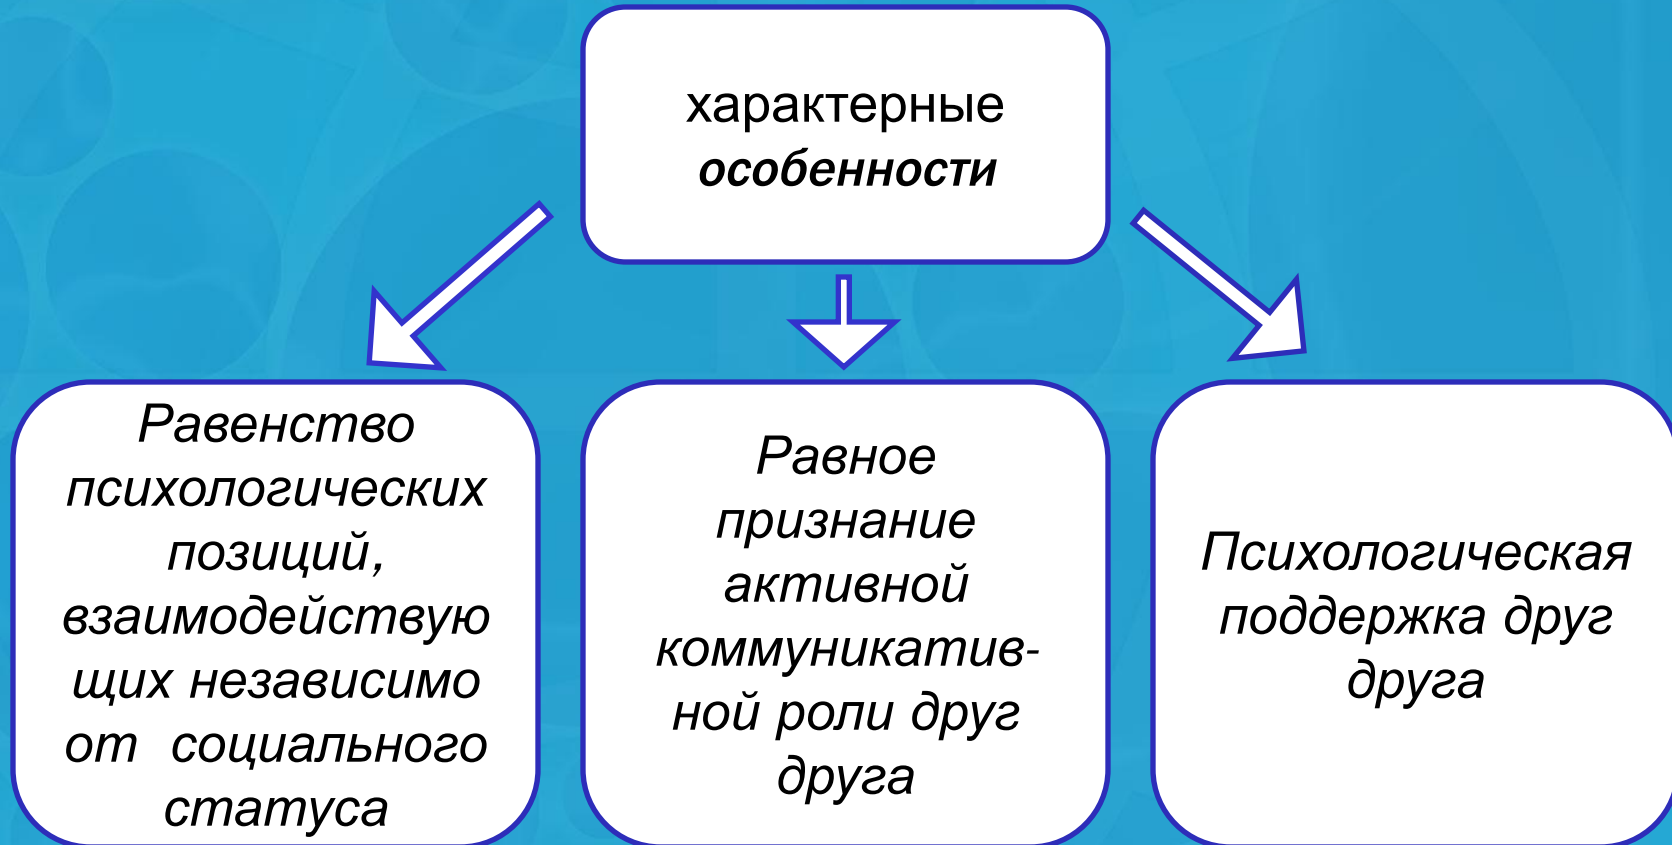 характерные
особенности
Равенство
психологических
позиций,
взаимодействую
щих независимо
от социального
статуса
Равное
признание
активной
коммуникатив-
ной роли друг
друга
Психологическая
поддержка друг
друга